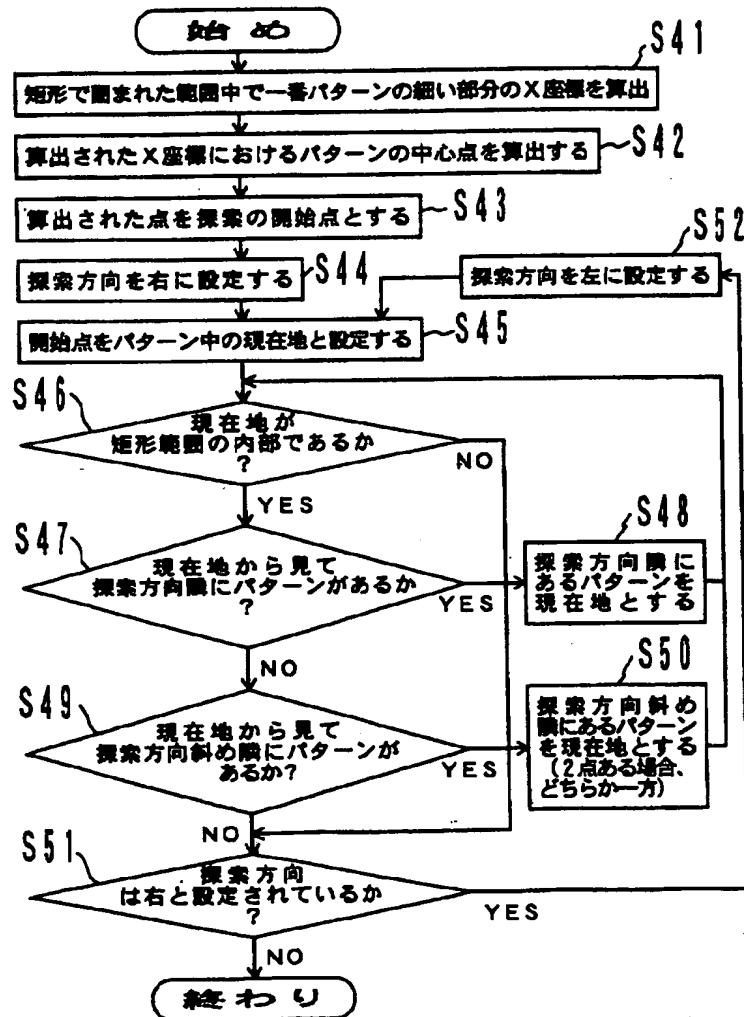 始め
S41
矩形で囲まれた範囲中で一番パターンの細い部分のX座標を算出
S42
算出されたX座標におけるパターンの中心点を算出する
S43
算出された点を探索の開始点とする
S44
探索方向を右に設定する
S52
探索方向を左に設定する
S45
開始点をパターン中の現在地と設定する
S46
現在地が
矩形範囲の内部であるか
?
NO
YES
S47
現在地から見て
探索方向隣にパターンがあるか
?
YES
NO
S48
探索方向隣に
あるパターンを
現在地とする
S49
現在地から見て
探索方向斜め隣にパターンが
あるか?
YES
NO
S50
探索方向斜め
隣にあるパターン
を現在地とする
(2点ある場合、
どちらか一方)
S51
探索方向
は右と設定されているか
?
YES
NO
終わり